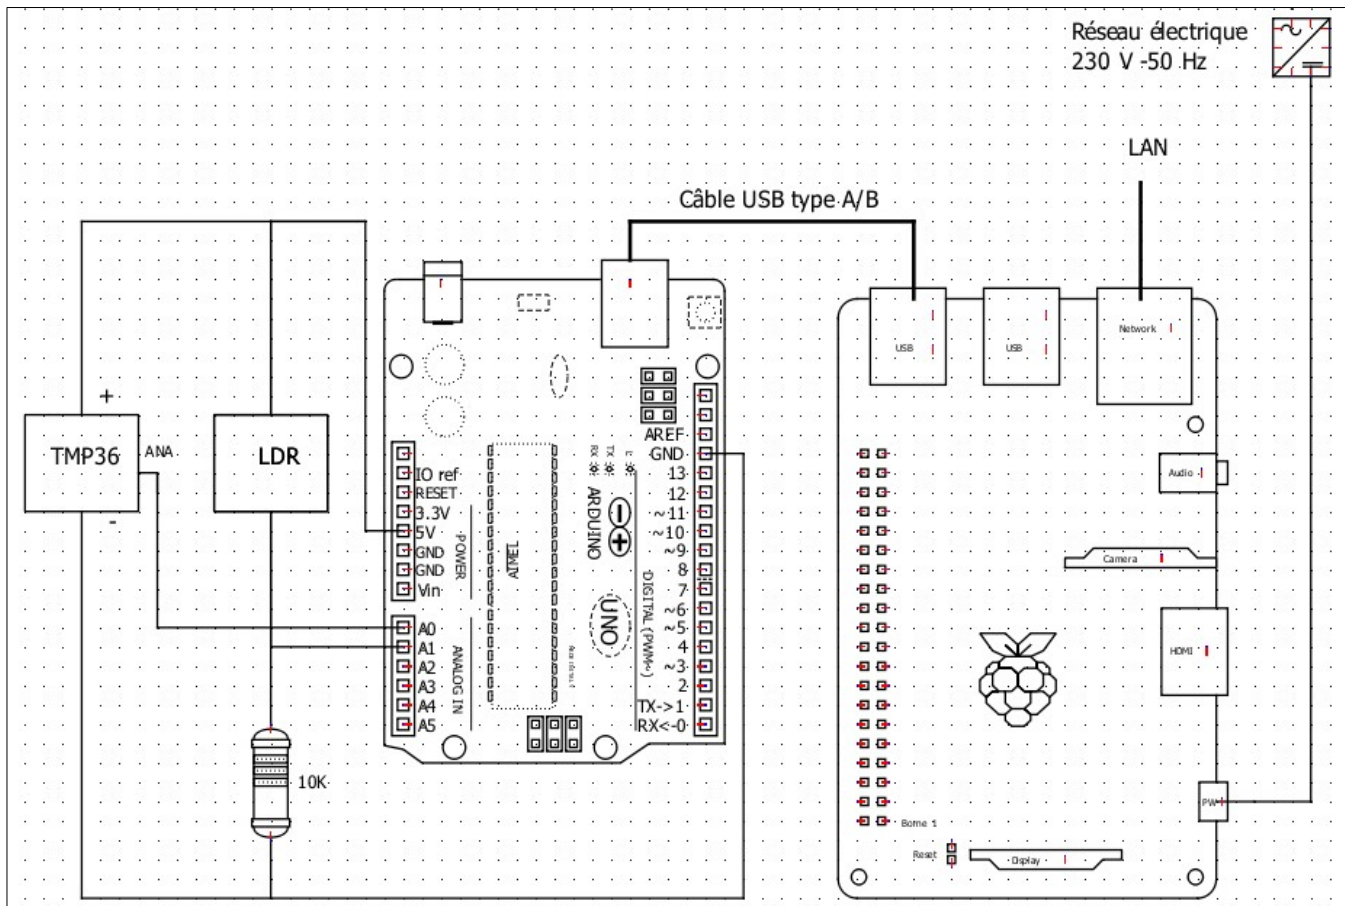 Réseau électrique
230 V -50 Hz
LAN
Câble USB type A/B
USB
USB
Network
+
TMP36
ANA
-
LDR
10K
IO ref
RESET
3.3V
5V
GND
GND
Vin
POWER
A0
A1
A2
A3
A4
A5
ANALOG IN
ATMEL
RX
TX
L
ARDUINO
UNO
AREF
GND
13
12
~11
~10
~9
8
7
~6
~5
4
~3
2
TX->1
RX<-0
DIGITAL (PWM~)
Audio
Camera
HDMI
PW
Borne 1
Reset
Display